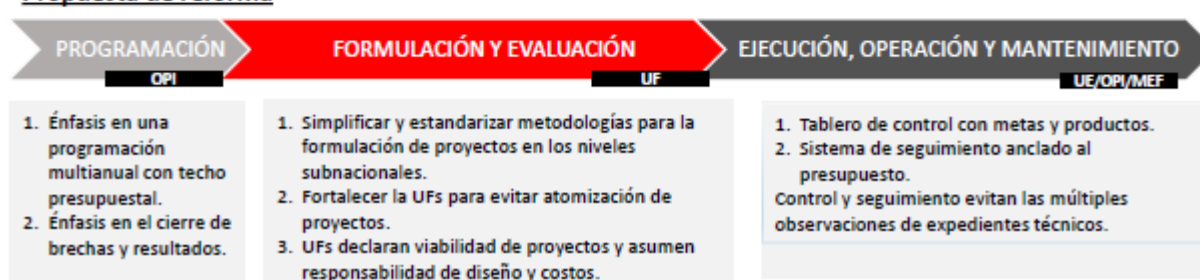 PROGRAMACIÓN
OPI
FORMULACIÓN Y EVALUACIÓN
UF
EJECUCIÓN, OPERACIÓN Y MANTENIMIENTO
UE/OPI/MEF
1. Énfasis en una
programación
multianual con techo
presupuestal.
2. Énfasis en el cierre de
brechas y resultados.
1. Simplificar y estandarizar metodologías para la
formulación de proyectos en los niveles
subnacionales.
2. Fortalecer la UFs para evitar atomización de
proyectos.
3. UFs declaran viabilidad de proyectos y asumen
responsabilidad de diseño y costos.
1. Tablero de control con metas y productos.
2. Sistema de seguimiento anclado al
presupuesto.
Control y seguimiento evitan las múltiples
observaciones de expedientes técnicos.